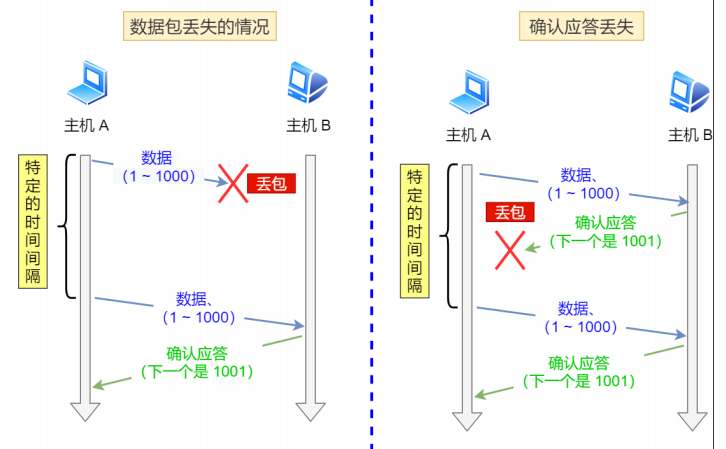 数据包丢失的情况
主机 A
主机 B
特定的时间间隔
数据
（1 ~ 1000）
丢包
数据、
（1 ~ 1000）
确认应答
（下一个是 1001）
确认应答丢失
主机 A
主机 B
特定的时间间隔
数据、
（1 ~ 1000）
丢包
确认应答
（下一个是 1001）
数据、
（1 ~ 1000）
确认应答
（下一个是 1001）